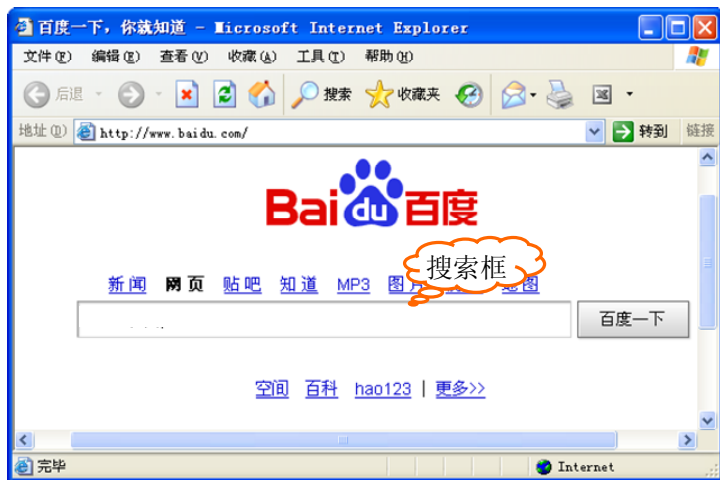 百度一下，你就知道 - Microsoft Internet Explorer
文件(F) 编辑(E) 查看(V) 收藏(A) 工具(T) 帮助(H)
后退 搜索 收藏夹
地址(D) http://www.baidu.com/ 转到 链接
Bai du 百度
搜索框
新闻 网页 贴吧 知道 MP3 图片 地图
百度一下
空间 百科 hao123 | 更多>>
完毕 Internet